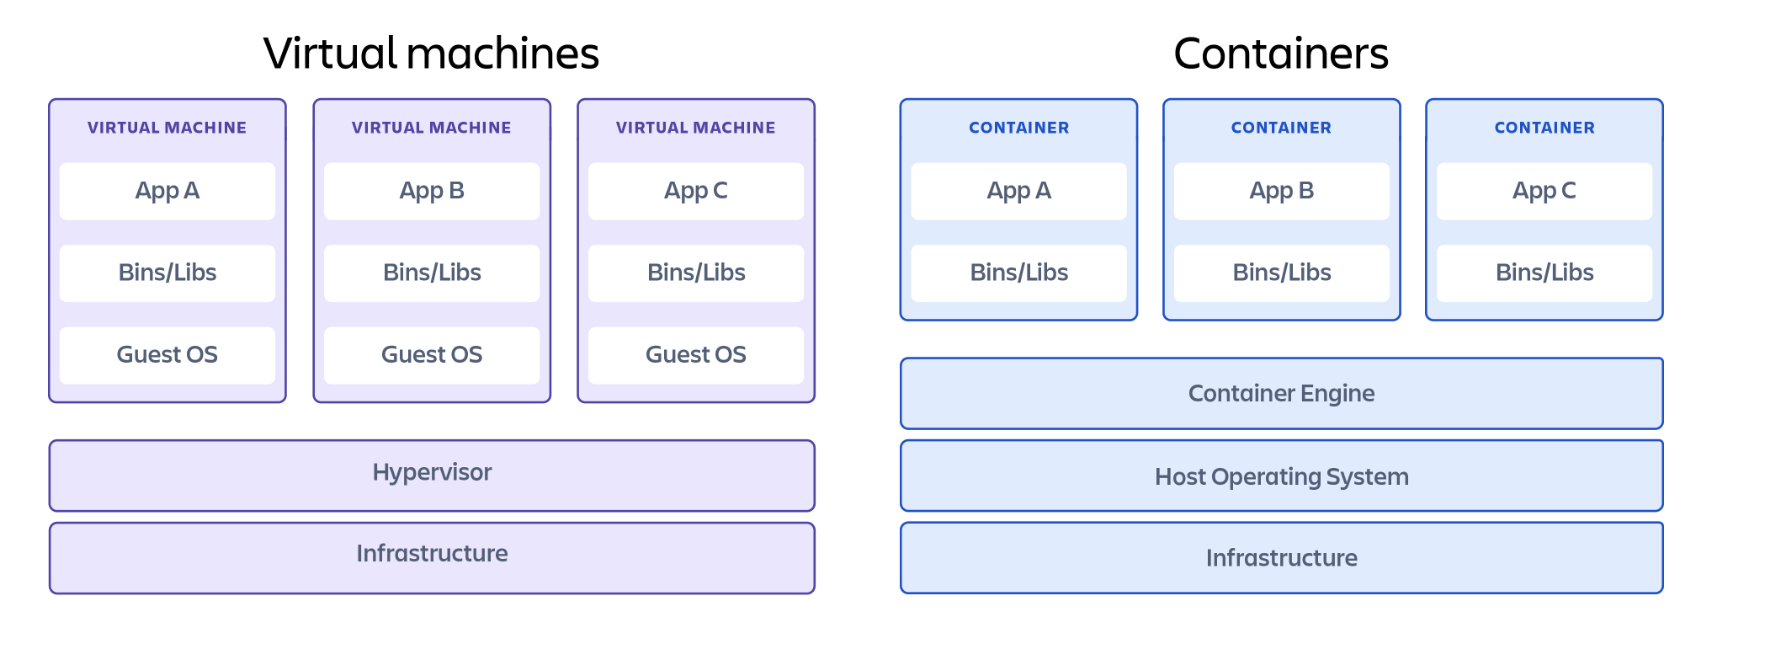 Virtual machines
VIRTUAL MACHINE
App A
Bins/Libs
Guest OS
VIRTUAL MACHINE
App B
Bins/Libs
Guest OS
VIRTUAL MACHINE
App C
Bins/Libs
Guest OS
Hypervisor
Infrastructure
Containers
CONTAINER
App A
Bins/Libs
CONTAINER
App B
Bins/Libs
CONTAINER
App C
Bins/Libs
Container Engine
Host Operating System
Infrastructure